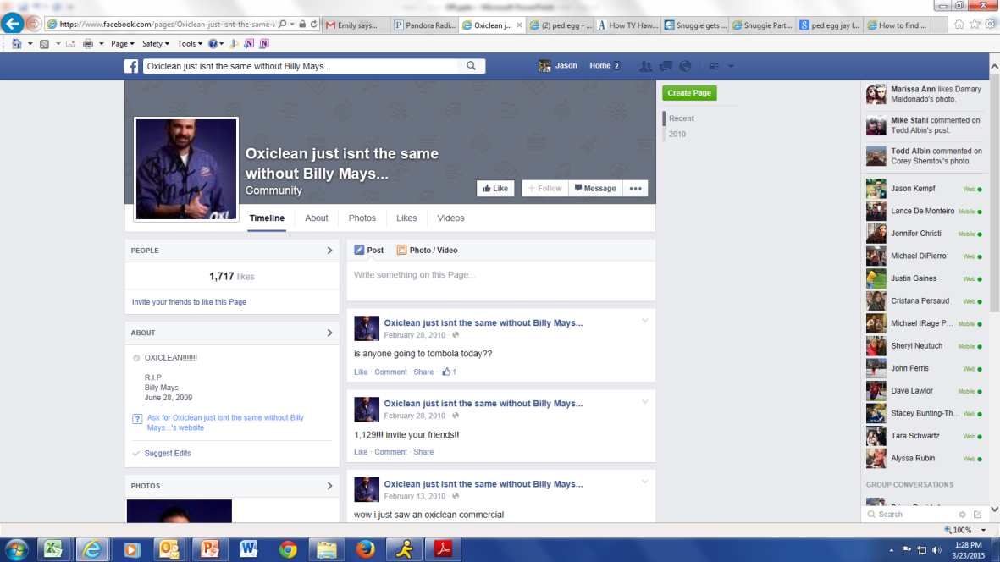 https://www.facebook.com/pages/Oxiclean-just-isnt-the-same-v
Emily says...
Pandora Radi...
Oxiclean j...
(2) ped egg - ...
How TV Haw...
Snuggie gets ...
Snuggie Part...
ped egg jay l...
How to find ...
Page
Safety
Tools
Oxiclean just isnt the same without Billy Mays...
Jason
Home 2
Create Page
Recent
2010
Oxiclean just isnt the same
without Billy Mays...
Community
Like
+ Follow
Message
Timeline
About
Photos
Likes
Videos
PEOPLE
1,717 likes
Invite your friends to like this Page
ABOUT
OXICLEAN!!!!!!!
R.I.P
Billy Mays
June 28, 2009
Ask for Oxiclean just isnt the same without Billy
Mays...'s website
Suggest Edits
PHOTOS
Post
Photo / Video
Write something on this Page...
Oxiclean just isnt the same without Billy Mays...
February 28, 2010 ·
is anyone going to tombola today??
Like · Comment · Share · 1
Oxiclean just isnt the same without Billy Mays...
February 28, 2010 ·
1,129!!! invite your friends!!
Like · Comment · Share
Oxiclean just isnt the same without Billy Mays...
February 13, 2010 ·
wow i just saw an oxiclean commercial
Marissa Ann likes Damary
Maldonado's photo.
Mike Stahl commented on
Todd Albin's post.
Todd Albin commented on
Corey Shemtov's photo.
Jason Kempf Web
Lance De Monteiro Mobile
Jennifer Christi Mobile
Michael DiPierro Web
Justin Gaines Web
Cristana Persaud Web
Michael IRage P... Mobile
Sheryl Neutuch Mobile
John Ferris Web
Dave Lawlor Mobile
Stacey Bunting-Th... Web
Tara Schwartz Web
Alyssa Rubin Web
GROUP CONVERSATIONS
Search
100%
1:28 PM
3/23/2015